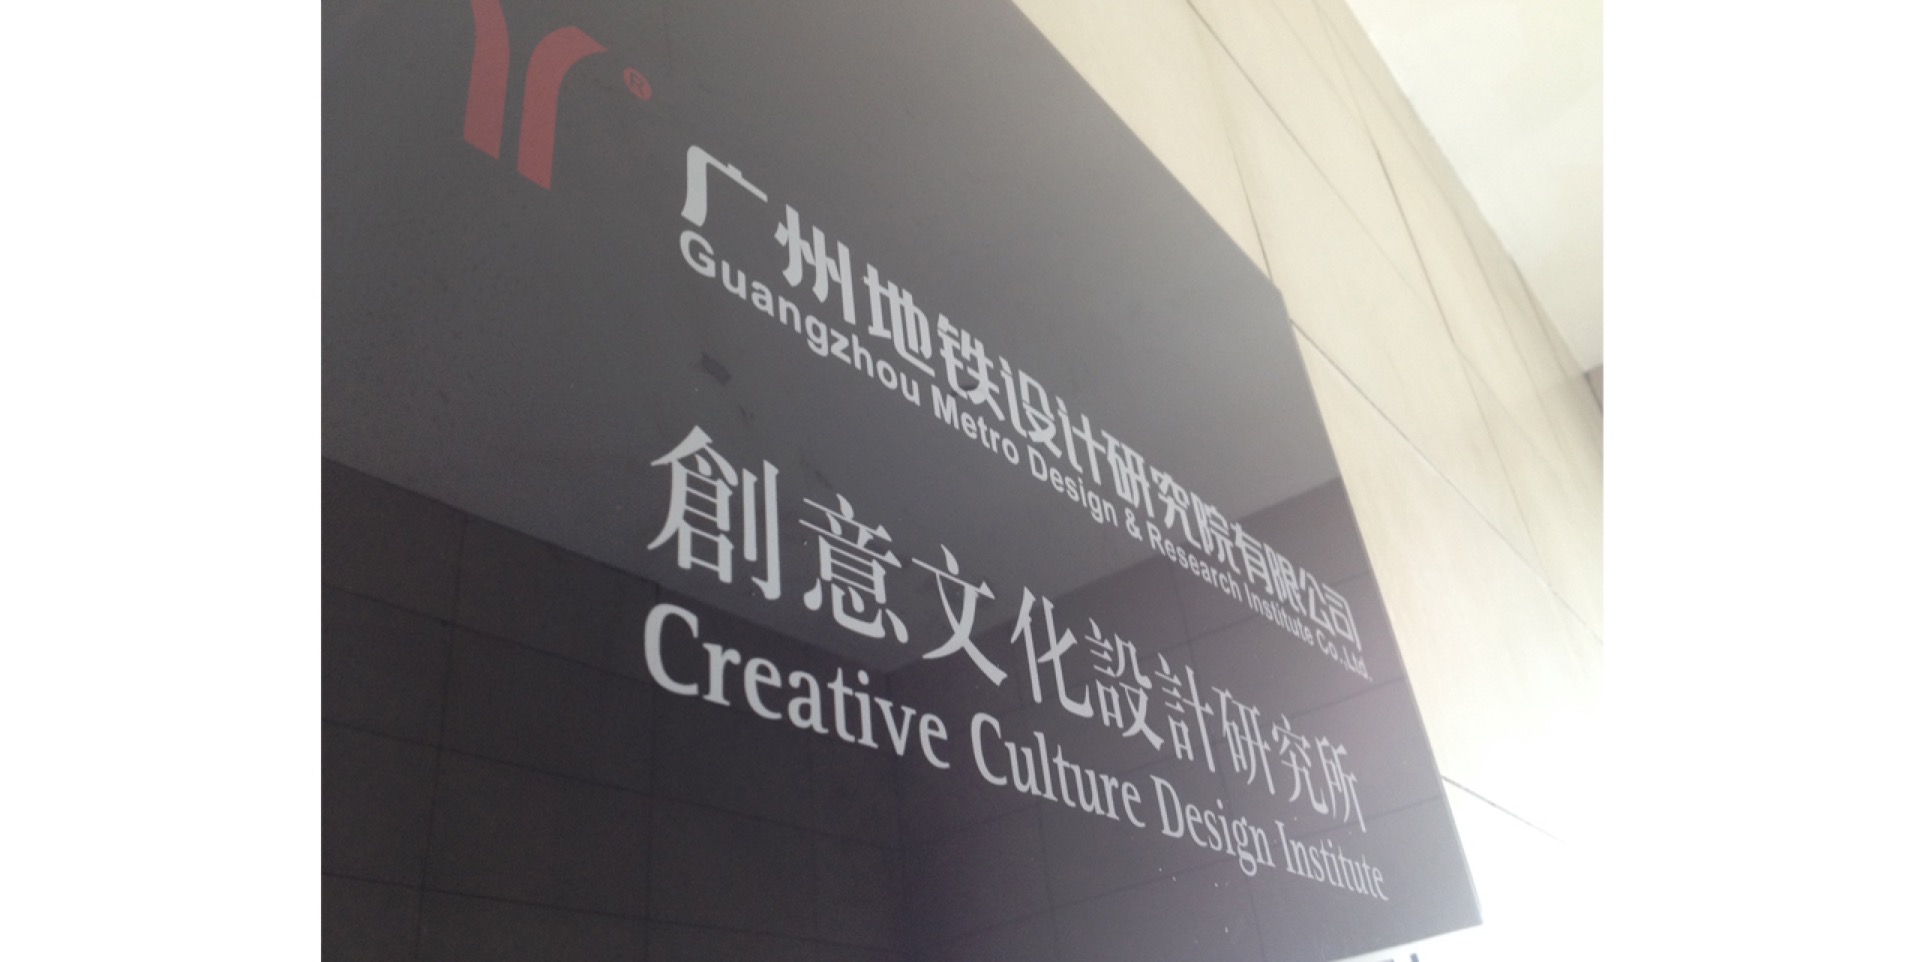 ®
广州地铁设计研究院有限公司
Guangzhou Metro Design & Research Institute Co.,Ltd.
創意文化設計研究所
Creative Culture Design Institute